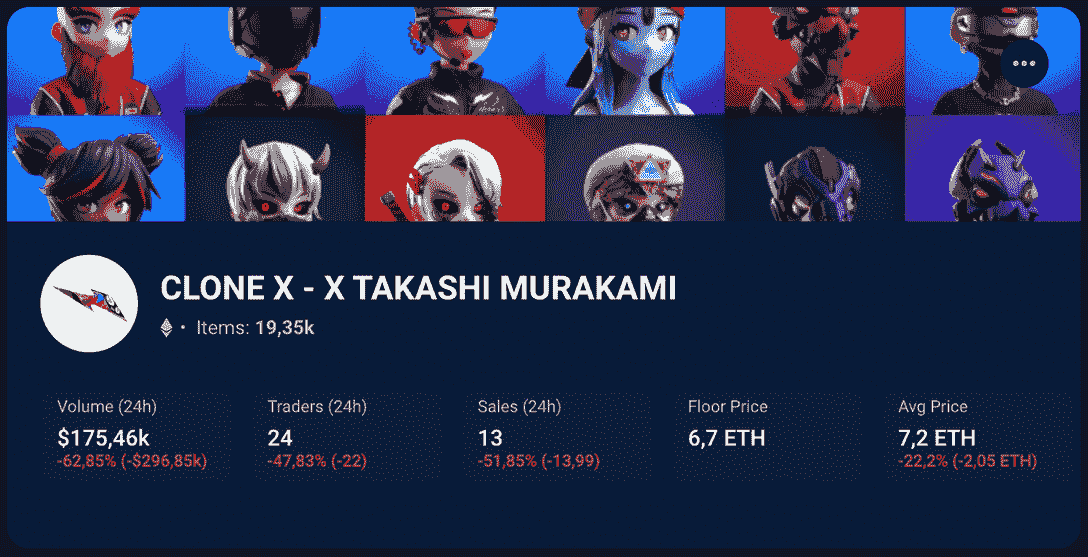 CLONE X - X TAKASHI MURAKAMI
Items: 19,35k
Volume (24h) Traders (24h) Sales (24h) Floor Price Avg Price
$175,46k 24 13 6,7 ETH 7,2 ETH
-62,85% (-$296,85k) -47,83% (-22) -51,85% (-13,99) -22,2% (-2,05 ETH)